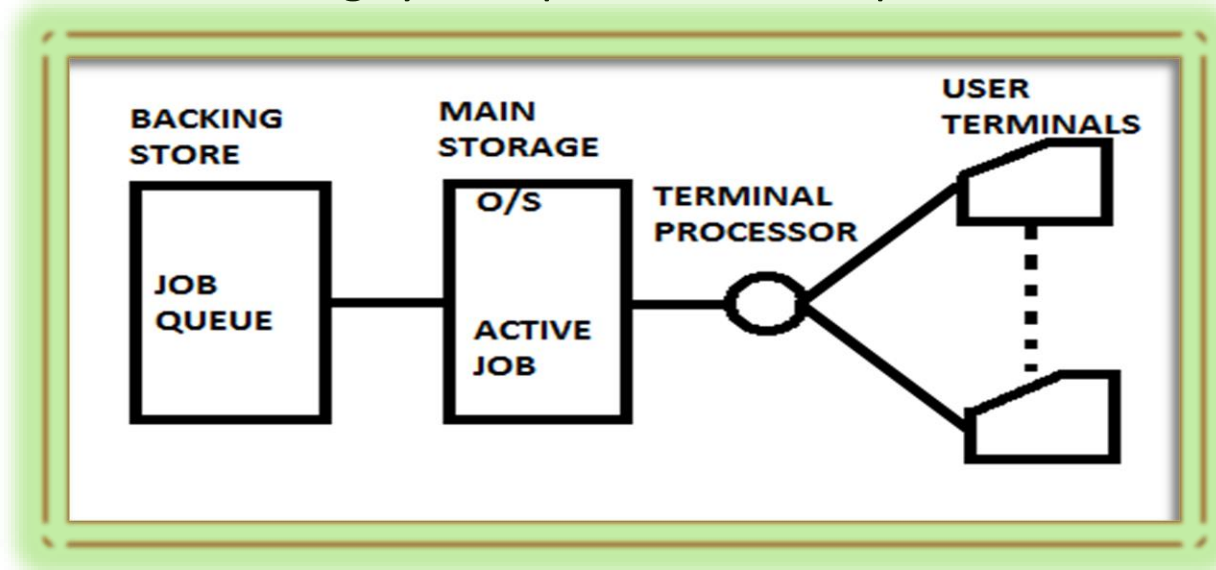 BACKING
STORE
JOB
QUEUE
MAIN
STORAGE
O/S
ACTIVE
JOB
TERMINAL
PROCESSOR
USER
TERMINALS